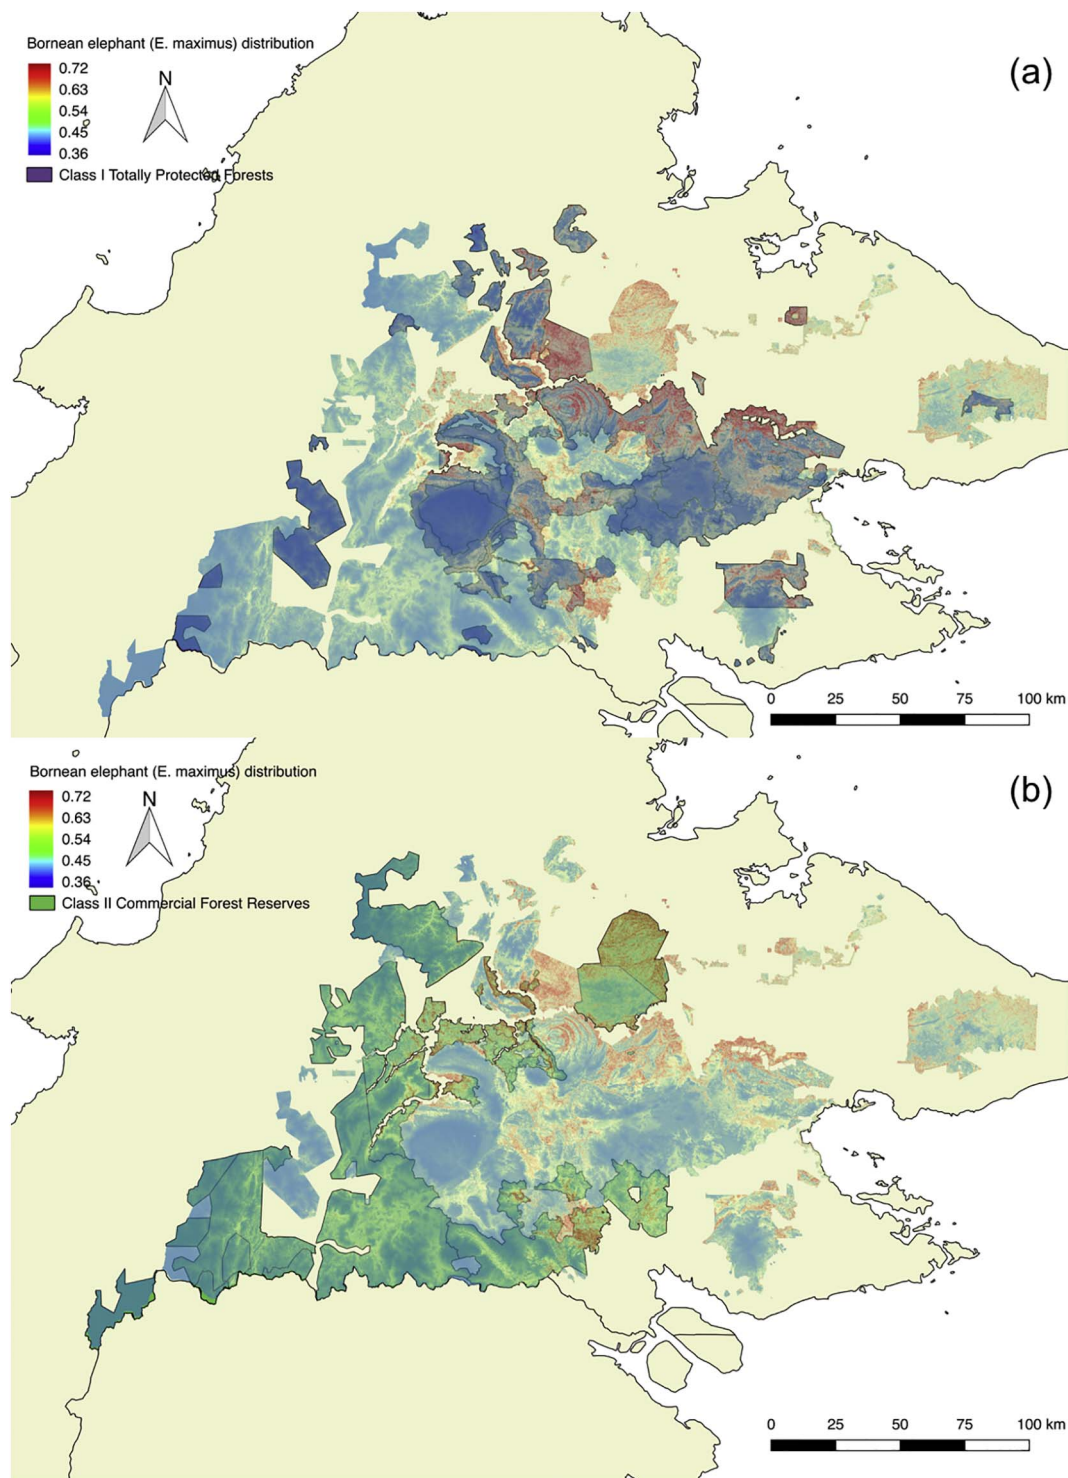 Bornean elephant (E. maximus) distribution
(a)
0.72
0.63
0.54
0.45
0.36
N
Class I Totally Protected Forests
0 25 50 75 100 km
Bornean elephant (E. maximus) distribution
(b)
0.72
0.63
0.54
0.45
0.36
N
Class II Commercial Forest Reserves
0 25 50 75 100 km